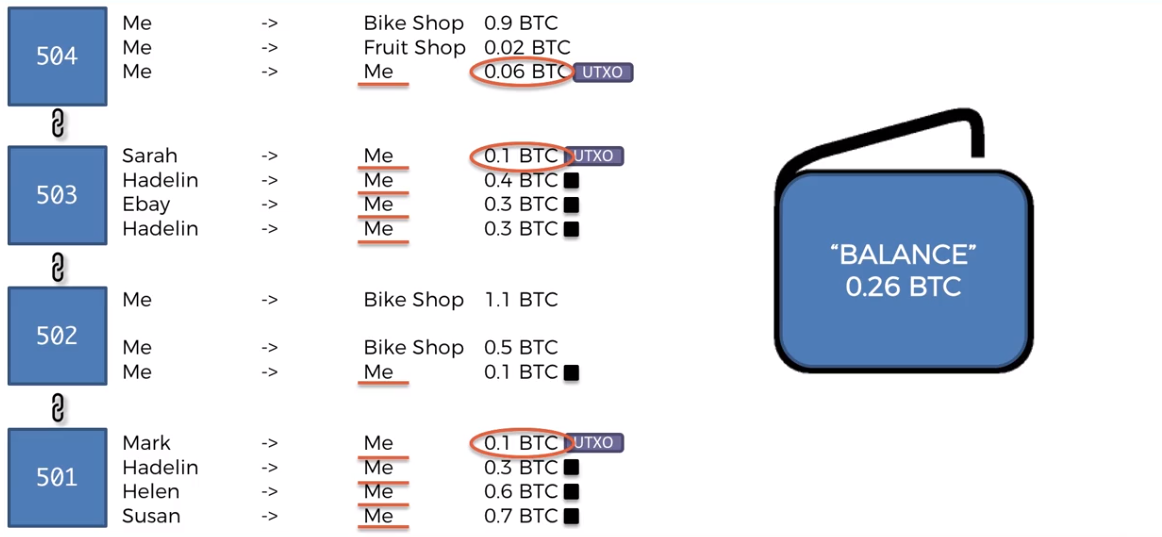 504
Me -> Bike Shop 0.9 BTC
Me -> Fruit Shop 0.02 BTC
Me -> Me 0.06 BTC UTXO
503
Sarah -> Me 0.1 BTC UTXO
Hadelin -> Me 0.4 BTC
Ebay -> Me 0.3 BTC
Hadelin -> Me 0.3 BTC
502
Me -> Bike Shop 1.1 BTC
Me -> Bike Shop 0.5 BTC
Me -> Me 0.1 BTC
501
Mark -> Me 0.1 BTC UTXO
Hadelin -> Me 0.3 BTC
Helen -> Me 0.6 BTC
Susan -> Me 0.7 BTC
“BALANCE”
0.26 BTC